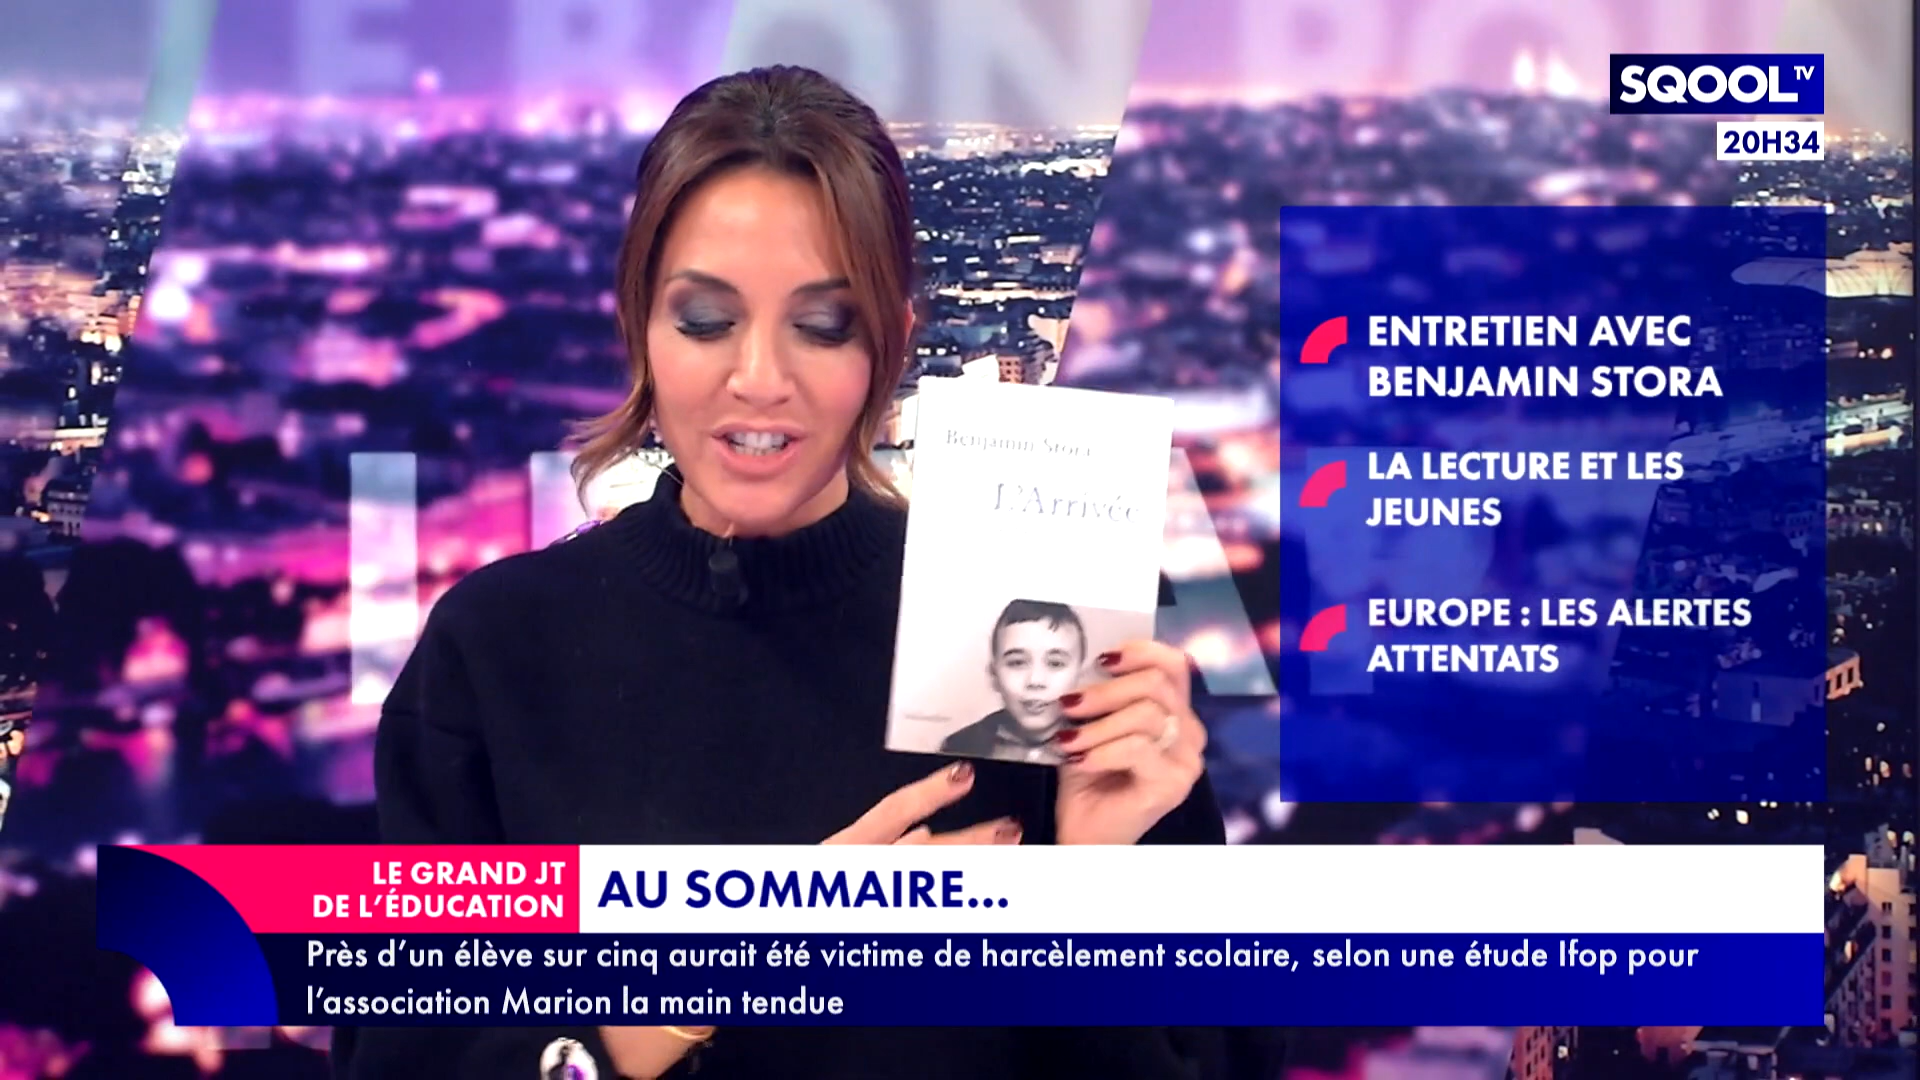 SQOOL TV
20H34
ENTRETIEN AVEC
BENJAMIN STORA
LA LECTURE ET LES
JEUNES
EUROPE : LES ALERTES
ATTENTATS
Benjamin Stora
L'Arrivée
LE GRAND JT
DE L'ÉDUCATION
AU SOMMAIRE...
Près d'un élève sur cinq aurait été victime de harcèlement scolaire, selon une étude Ifop pour
l'association Marion la main tendue